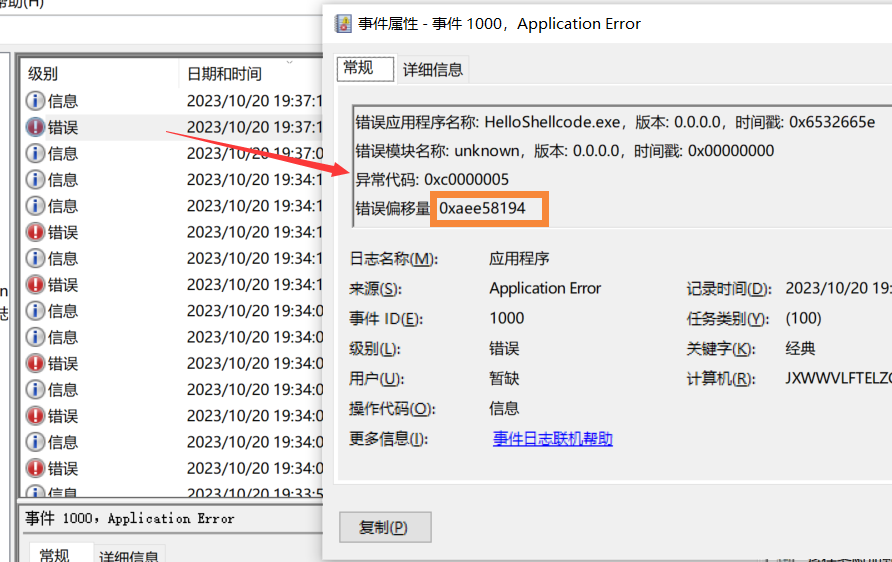 帮助(H)
级别 日期和时间
信息 2023/10/20 19:37:1
错误 2023/10/20 19:37:1
信息 2023/10/20 19:37:0
信息 2023/10/20 19:34:1
信息 2023/10/20 19:34:1
错误 2023/10/20 19:34:1
信息 2023/10/20 19:34:1
错误 2023/10/20 19:34:1
信息 2023/10/20 19:34:0
信息 2023/10/20 19:34:0
错误 2023/10/20 19:34:0
信息 2023/10/20 19:34:0
错误 2023/10/20 19:34:0
信息 2023/10/20 19:34:0
错误 2023/10/20 19:34:0
信息 2023/10/20 19:33:5
事件 1000，Application Error
常规 详细信息
事件属性 - 事件 1000，Application Error
常规 详细信息
错误应用程序名称: HelloShellcode.exe，版本: 0.0.0.0，时间戳: 0x6532665e
错误模块名称: unknown，版本: 0.0.0.0，时间戳: 0x00000000
异常代码: 0xc0000005
错误偏移量 0xaee58194
日志名称(M): 应用程序
来源(S): Application Error 记录时间(D): 2023/10/20 19:
事件 ID(E): 1000 任务类别(Y): (100)
级别(L): 错误 关键字(K): 经典
用户(U): 暂缺 计算机(R): JXWWVLFTELZC
操作代码(O): 信息
更多信息(I): 事件日志联机帮助
复制(P)